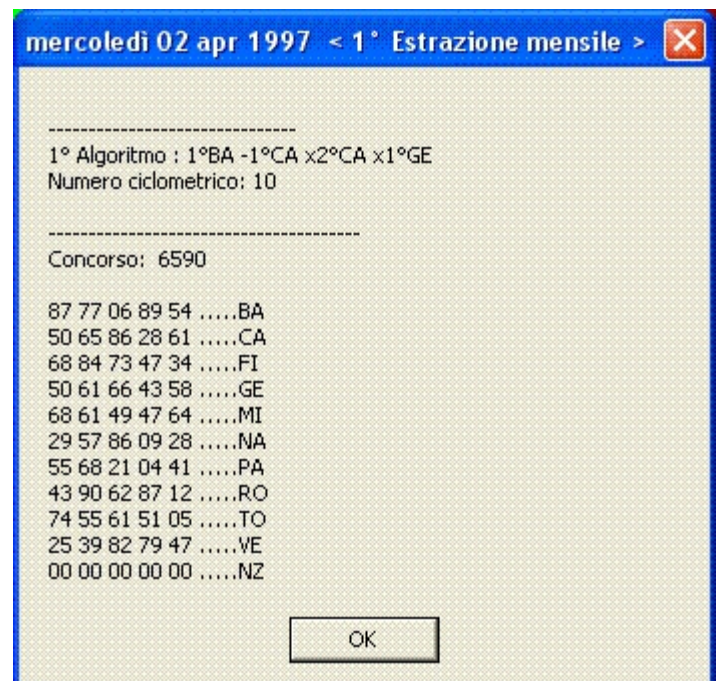 mercoledì 02 apr 1997 < 1° Estrazione mensile >
-------------------------------
1° Algoritmo : 1°BA -1°CA x2°CA x1°GE
Numero ciclometrico: 10
---------------------------------------
Concorso: 6590
87 77 06 89 54 .....BA
50 65 86 28 61 .....CA
68 84 73 47 34 .....FI
50 61 66 43 58 .....GE
68 61 49 47 64 .....MI
29 57 86 09 28 .....NA
55 68 21 04 41 .....PA
43 90 62 87 12 .....RO
74 55 61 51 05 .....TO
25 39 82 79 47 .....VE
00 00 00 00 00 .....NZ
OK